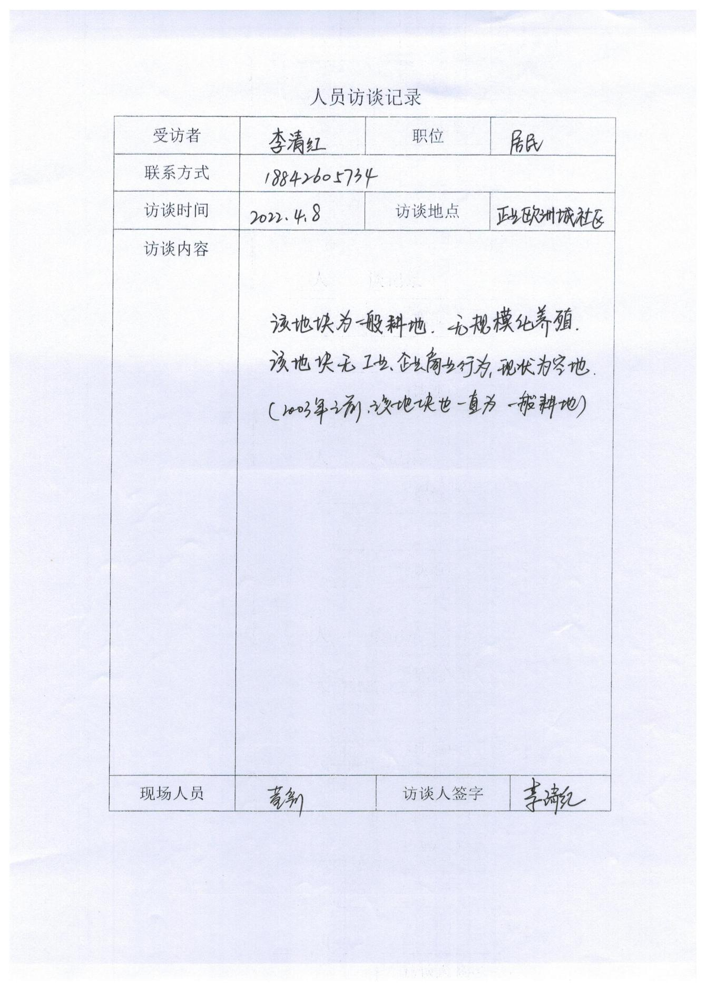 人员访谈记录
受访者 李清红 职位 居民
联系方式 18842605734
访谈时间 2022.4.8 访谈地点 正业欧洲城社区
访谈内容
该地块为一般耕地. 无规模化养殖.
该地块无工业、企业商业行为, 现状为空地.
(2003年之前, 该地块也一直为一般耕地)
现场人员 访谈人签字 李清红